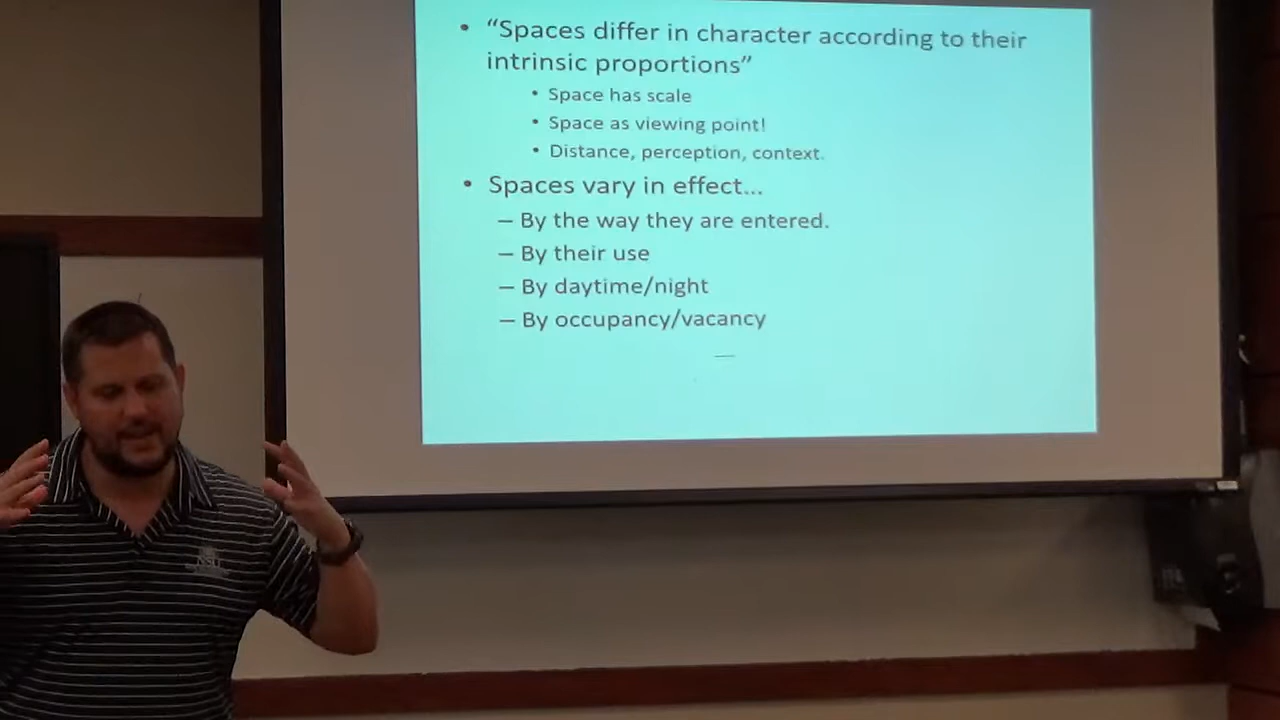 • “Spaces differ in character according to their
intrinsic proportions”
• Space has scale
• Space as viewing point!
• Distance, perception, context.
• Spaces vary in effect...
– By the way they are entered.
– By their use
– By daytime/night
– By occupancy/vacancy